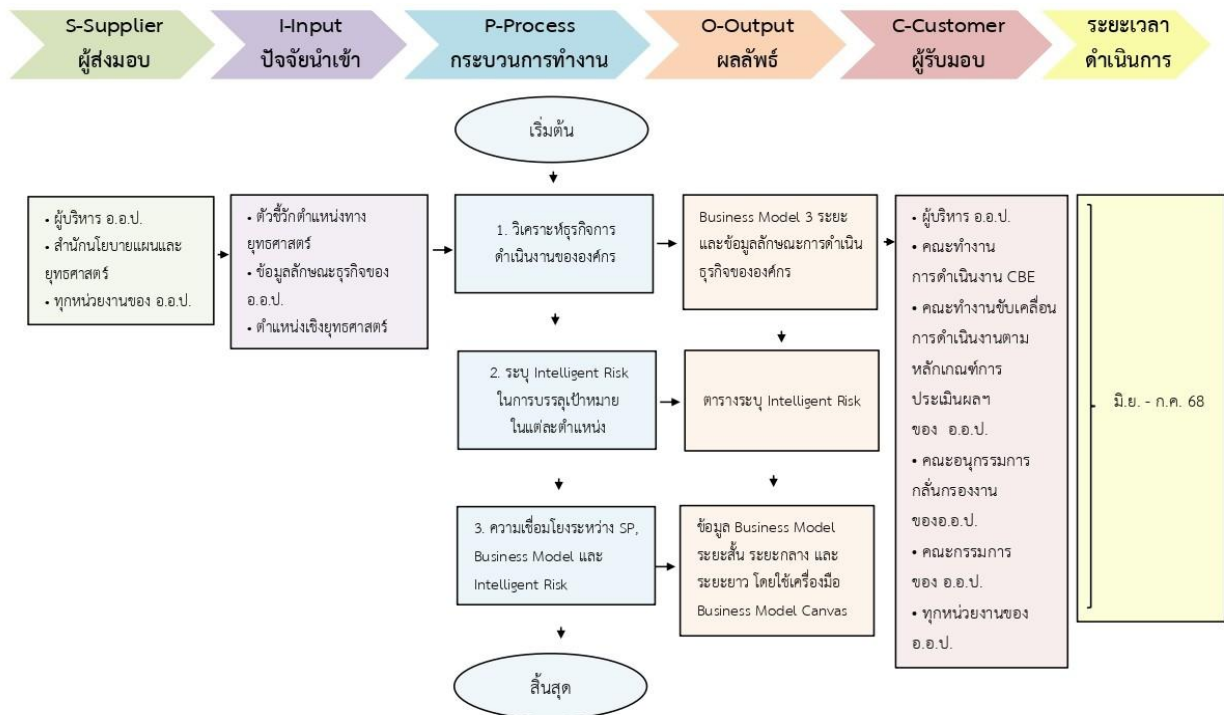 S-Supplier
ผู้ส่งมอบ
I-Input
ปัจจัยนำเข้า
P-Process
กระบวนการทำงาน
O-Output
ผลลัพธ์
C-Customer
ผู้รับมอบ
ระยะเวลา
ดำเนินการ
เริ่มต้น
• ผู้บริหาร อ.อ.ป.
• สำนักนโยบายแผนและ
ยุทธศาสตร์
• ทุกหน่วยงานของ อ.อ.ป.
• ตัวชี้วักตำแหน่งทาง
ยุทธศาสตร์
• ข้อมูลลักษณะธุรกิจของ
อ.อ.ป.
• ตำแหน่งเชิงยุทธศาสตร์
1. วิเคราะห์ธุรกิจการ
ดำเนินงานขององค์กร
Business Model 3 ระยะ
และข้อมูลลักษณะการดำเนิน
ธุรกิจขององค์กร
• ผู้บริหาร อ.อ.ป.
• คณะทำงาน
การดำเนินงาน CBE
• คณะทำงานขับเคลื่อน
การดำเนินงานตาม
หลักเกณฑ์การ
ประเมินผลฯ
ของ อ.อ.ป.
• คณะอนุกรรมการ
กลั่นกรองงาน
ของอ.อ.ป.
• คณะกรรมการ
ของ อ.อ.ป.
• ทุกหน่วยงานของ
อ.อ.ป.
มิ.ย. - ก.ค. 68
2. ระบุ Intelligent Risk
ในการบรรลุเป้าหมาย
ในแต่ละตำแหน่ง
ตารางระบุ Intelligent Risk
3. ความเชื่อมโยงระหว่าง SP,
Business Model และ
Intelligent Risk
ข้อมูล Business Model
ระยะสั้น ระยะกลาง และ
ระยะยาว โดยใช้เครื่องมือ
Business Model Canvas
สิ้นสุด